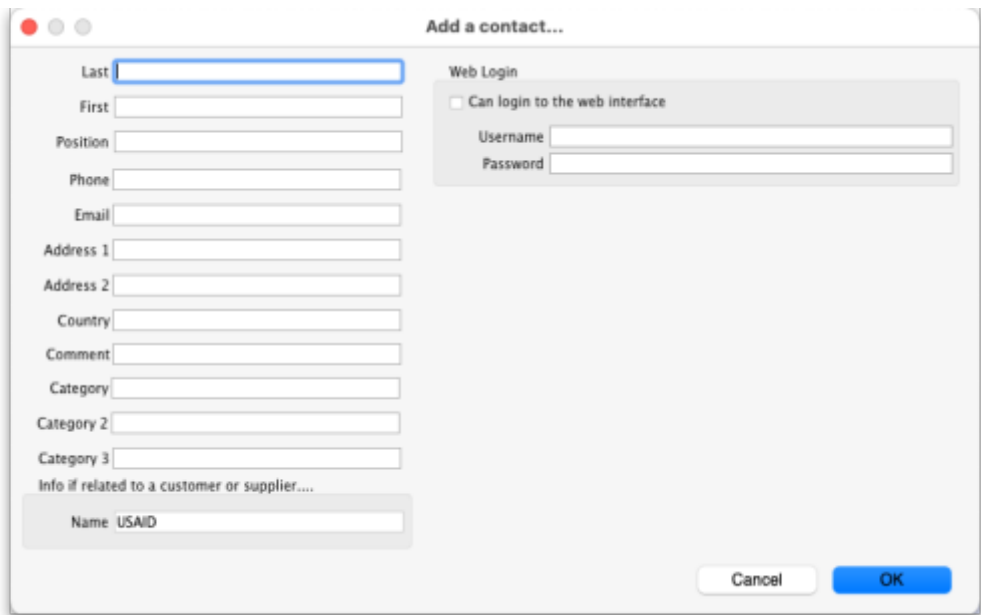 Add a contact...
Last
First
Position
Phone
Email
Address 1
Address 2
Country
Comment
Category
Category 2
Category 3
Info if related to a customer or supplier....
Name USAID
Web Login
Can login to the web interface
Username
Password
Cancel OK